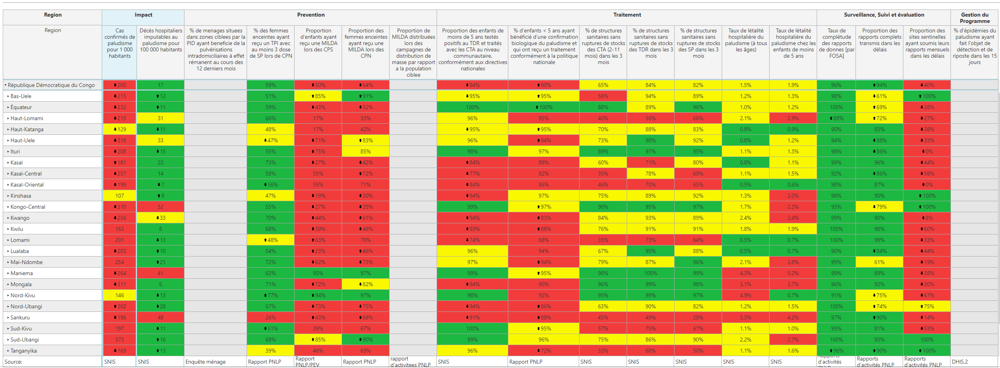 Region Impact Prevention Traitement Surveillance, Suivi et évaluation Gestion du Programme
Region
Cas confirmés de paludisme pour 1 000 habitants
Décès hospitaliers imputables au paludisme pour 100 000 habitants
% de menages situees dans zones ciblees par la PID ayant beneficie de la pulvérisations intradomiciliaires à effet rémanent au cours des 12 derniers mois
% des femmes enceintes ayant reçu un TPI avec au moins 3 dose de SP lors de CPN
Proportion d'enfants ayant reçu une MILDA lors des CPS
Proportion des femmes enceintes ayant reçu une MILDA lors des CPN
Proportion de MILDA distribuées lors des campagnes de distribution de masse par rapport a la population ciblee
Proportion des enfants de moins de 5 ans testés positifs au TDR et traités avec les CTA au niveau communautaire, conformément aux directives nationales
% d'enfants < 5 ans ayant bénéficié d'une confirmation biologique du paludisme et qui ont reçu un traitement conformément à la politique nationale
% de structures sanitaires sans ruptures de stocks des CTA (2-11 mois) dans les 3 mois
% de structures sanitaires sans ruptures de stocks des TDR dans les 3 mois
% de structures sanitaires sans ruptures de stocks des SP dans les 3 mois
Taux de létalité hospitalière du paludisme (à tous les âges)
Taux de létalité hospitalière du paludisme chez les enfants de moins de 5 ans
Taux de complétude des rapports de donnes [par FOSA]
Proportion des rapports complets transmis dans les délais
Proportion des sites sentinelles ayant soumis leurs rapports mensuels dans les délais
% d'épidémies du paludisme ayant fait l'objet de détection et de riposte dans les 15 jours
▾ République Démocratique du Congo ⬇200 17 59% ⬇50% ⬇64% ⬇94% ⬆90% 65% 84% 82% 1.5% 1.9% 96% ⬆94% ⬇40%
▸ Bas-Uele ⬇215 ⬆12 51% ⬆85% ⬆91% ⬇95% ⬆95% 56% 94% 89% 1.2% 1.3% 98% ⬇61% ⬆100%
▸ Équateur ⬇232 ⬆11 59% ⬇43% ⬇52% 100% ⬆100% 88% 89% 96% 1.0% 1.2% 100% ⬆69% ⬇28%
▸ Haut-Lomami ⬇215 31 66% 17% 33% 96% 85% 40% 56% 66% 2.1% 2.9% ⬆88% ⬆72% ⬇27%
▸ Haut-Katanga ⬇129 ⬇11 48% 17% 42% ⬇95% ⬆95% 70% 88% 83% 0.8% 0.9% 90% 83% ⬇38%
▸ Haut-Uele ⬇318 33 ⬇47% ⬇71% ⬆83% 96% ⬆94% 73% 98% 92% 0.8% 1.2% 94% ⬇88% ⬇33%
▸ Ituri ⬇208 ⬇15 55% ⬆75% 85% 98% 97% 89% 97% 95% 1.1% 1.3% 98% ⬇86% ⬇0%
▸ Kasaï ⬆181 23 73% ⬇27% ⬇42% ⬇84% 89% 60% 71% 80% 0.8% 1.1% 99% 96% ⬇44%
▸ Kasaï-Central ⬇257 14 58% 55% ⬆72% ⬇77% 82% 35% 78% 60% 1.1% 1.5% 92% ⬇86% ⬇58%
▸ Kasaï-Oriental ⬇199 ⬇7 ⬇56% 55% 71% ⬇84% 86% 46% 70% 65% 0.5% 0.6% 98% 87% ⬇0%
▸ Kinshasa 107 ⬆8 47% ⬇19% ⬇30% ⬇94% 97% 75% 89% 92% 1.3% 2.0% 98% 90% ⬆100%
▸ Kongo-Central ⬇310 52 55% ⬇27% ⬇35% 99% ⬆97% 90% 95% 97% 1.7% 2.3% 93% ⬇79% ⬆100%
▸ Kwango ⬇256 ⬇33 70% ⬇44% ⬇61% ⬇94% ⬆83% 84% 93% 89% 2.4% 2.4% 99% 90% ⬇8%
▸ Kwilu 162 8 68% ⬇39% ⬇48% ⬇93% ⬆88% 76% 91% 91% 1.8% 1.9% 100% 98% ⬇60%
▸ Lomami 201 ⬇13 ⬆48% ⬆63% 76% ⬇74% 68% 35% 73% 64% 0.5% 0.7% 100% 99% ⬇33%
▸ Lualaba ⬇203 ⬆10 54% ⬆23% ⬆46% 96% 94% 67% 95% 88% 0.5% 0.7% 90% ⬇84% ⬇44%
▸ Mai-Ndombe 254 ⬆21 72% ⬇62% ⬇73% 97% ⬆94% 79% 87% 96% 2.1% 2.8% 99% 61% ⬇19%
▸ Maniema ⬇264 41 63% 95% 97% 99% ⬆95% 98% 100% 99% 4.3% 5.2% 99% 89% ⬇38%
▸ Mongala ⬇311 6 71% ⬇72% ⬇82% ⬇94% 90% 96% 99% 98% 3.1% 3.7% 96% 92% ⬇30%
▸ Nord-Kivu 146 ⬇13 ⬆77% ⬆94% 97% 98% 92% 95% 99% 97% 4.9% 0.7% 91% ⬇75% ⬇67%
▸ Nord-Ubangi ⬆302 ⬇28 67% ⬇73% ⬇75% ⬇94% ⬆86% 63% 90% 82% 1.2% 1.5% 100% ⬆74% ⬆75%
▸ Sankuru ⬇196 48 26% ⬆43% ⬆68% ⬇91% ⬆88% 45% 49% 28% 3.3% 4.2% 97% ⬆90% ⬇14%
▸ Sud-Kivu 197 ⬇11 ⬇51% 39% 67% 100% ⬆95% 57% 75% 67% 1.1% 1.0% 95% 81% ⬇53%
▸ Sud-Ubangi 373 ⬆16 68% ⬇85% ⬇90% 99% 96% 75% 86% 90% 2.2% 2.7% 100% 93% 100%
▸ Tanganyika ⬇169 ⬆13 39% 46% 69% 96% ⬇72% 33% 68% 50% 1.1% 1.6% ⬆96% ⬆90% ⬆100%
Source: SNIS SNIS Enquête ménage Rapport PNLP Rapport PNLP/PEV Rapport PNLP rapport d'activitees PNLP SNIS Rapport PNLP SNIS SNIS SNIS SNIS SNIS Rapports d'activités PNLP Rapports d'activités PNLP Rapports d'activités PNLP DHIS.2